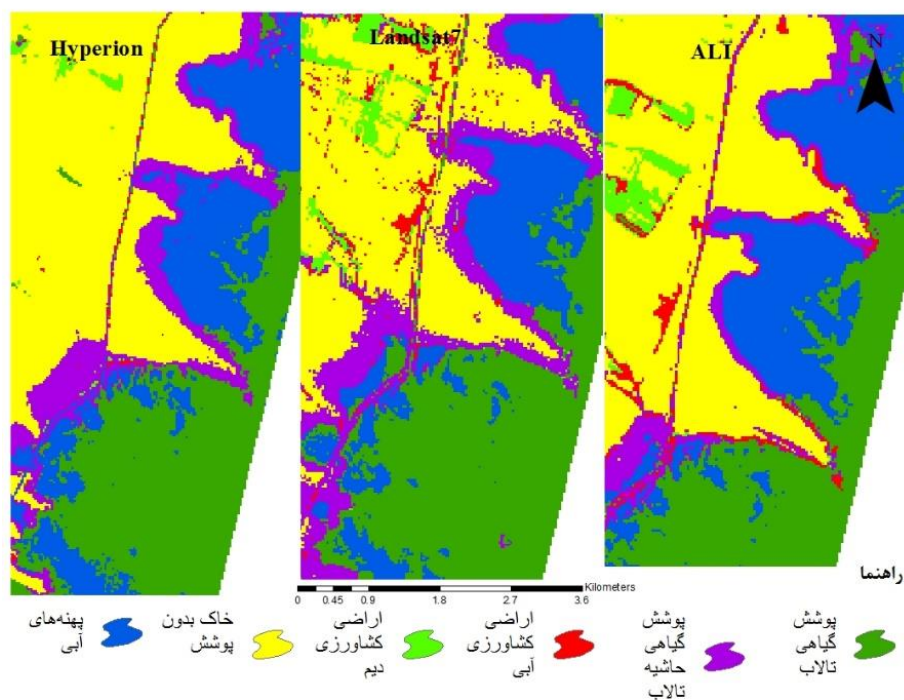 Hyperion
Landsat7
ALI
N
راهنما
Kilometers
0 0.45 0.9 1.8 2.7 3.6
پوشش
گیاهی
تالاب
پوشش
گیاهی
حاشیه
تالاب
اراضی
کشاورزی
آبی
اراضی
کشاورزی
دیم
خاک بدون
پوشش
پهنه‌های
آبی